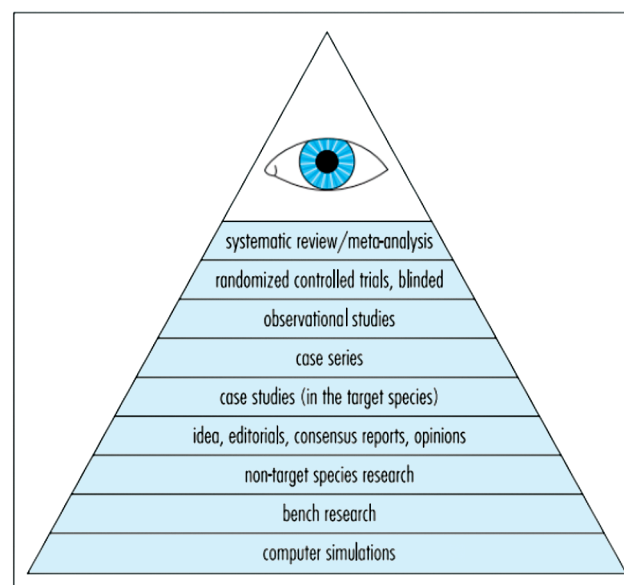 systematic review/meta-analysis
randomized controlled trials, blinded
observational studies
case series
case studies (in the target species)
idea, editorials, consensus reports, opinions
non-target species research
bench research
computer simulations